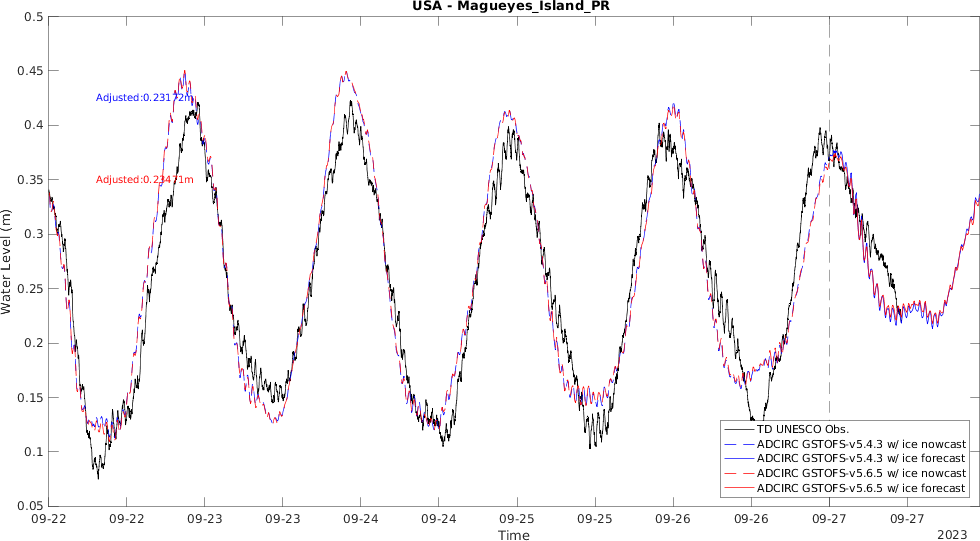 USA - Magueyes_Island_PR
0.5
0.45
Adjusted:0.23172m
0.4
0.35
Adjusted:0.23471m
0.3
Water Level (m)
0.25
0.2
0.15
0.1
0.05
TD UNESCO Obs.
ADCIRC GSTOFS-v5.4.3 w/ ice nowcast
ADCIRC GSTOFS-v5.4.3 w/ ice forecast
ADCIRC GSTOFS-v5.6.5 w/ ice nowcast
ADCIRC GSTOFS-v5.6.5 w/ ice forecast
09-22 09-22 09-23 09-23 09-24 09-24 09-25 09-25 09-26 09-26 09-27 09-27
Time
2023